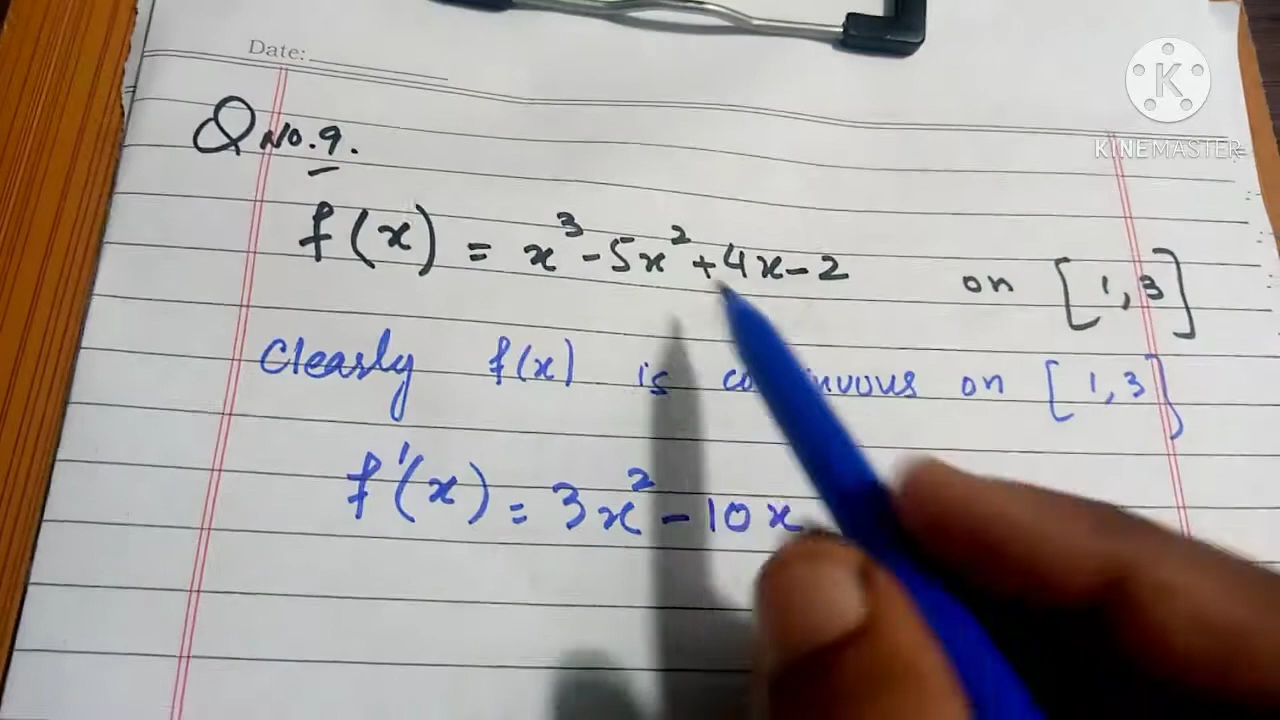 Date:
K
KINEMASTER
Q No.9.
f(x) = x³ - 5x² + 4x - 2 on [1,3]
Clearly f(x) is continuous on [1,3]
f'(x) = 3x² - 10x